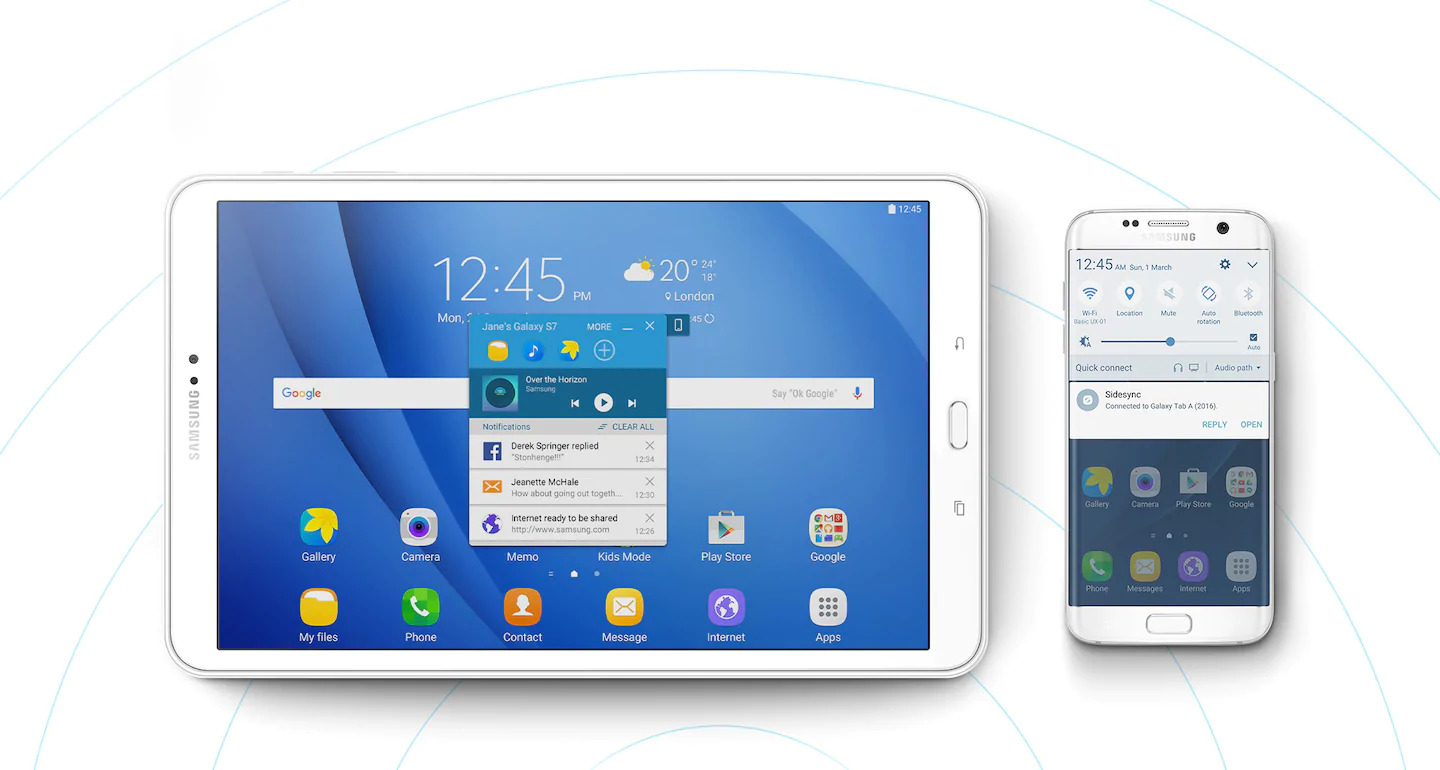 SAMSUNG
12:45
12:45 PM
20° 24°
18°
London
Mon, 2
:45
Jane's Galaxy S7 MORE
Over the Horizon
Samsung
Google
Say "Ok Google"
Notifications CLEAR ALL
Derek Springer replied
"Stonhenge!!!" 12:34
Jeanette McHale
How about going out togeth... 12:30
Internet ready to be shared
http://www.samsung.com 12:26
Gallery Camera Memo Kids Mode Play Store Google
My files Phone Contact Message Internet Apps
SAMSUNG
12:45 AM Sun, 1 March
Wi-Fi Location Mute Auto Bluetooth
Basic UX-01 rotation
A Auto
Quick connect Audio path
Sidesync
Connected to Galaxy Tab A (2016).
REPLY OPEN
Gallery Camera Play Store Google
Phone Messages Internet Apps